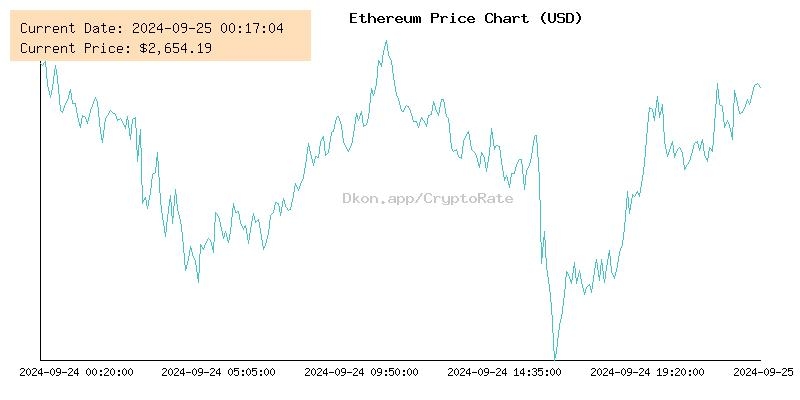 Ethereum Price Chart (USD)
Current Date: 2024-09-25 00:17:04
Current Price: $2,654.19
Dkon.app/CryptoRate
2024-09-24 00:20:00
2024-09-24 05:05:00
2024-09-24 09:50:00
2024-09-24 14:35:00
2024-09-24 19:20:00
2024-09-25